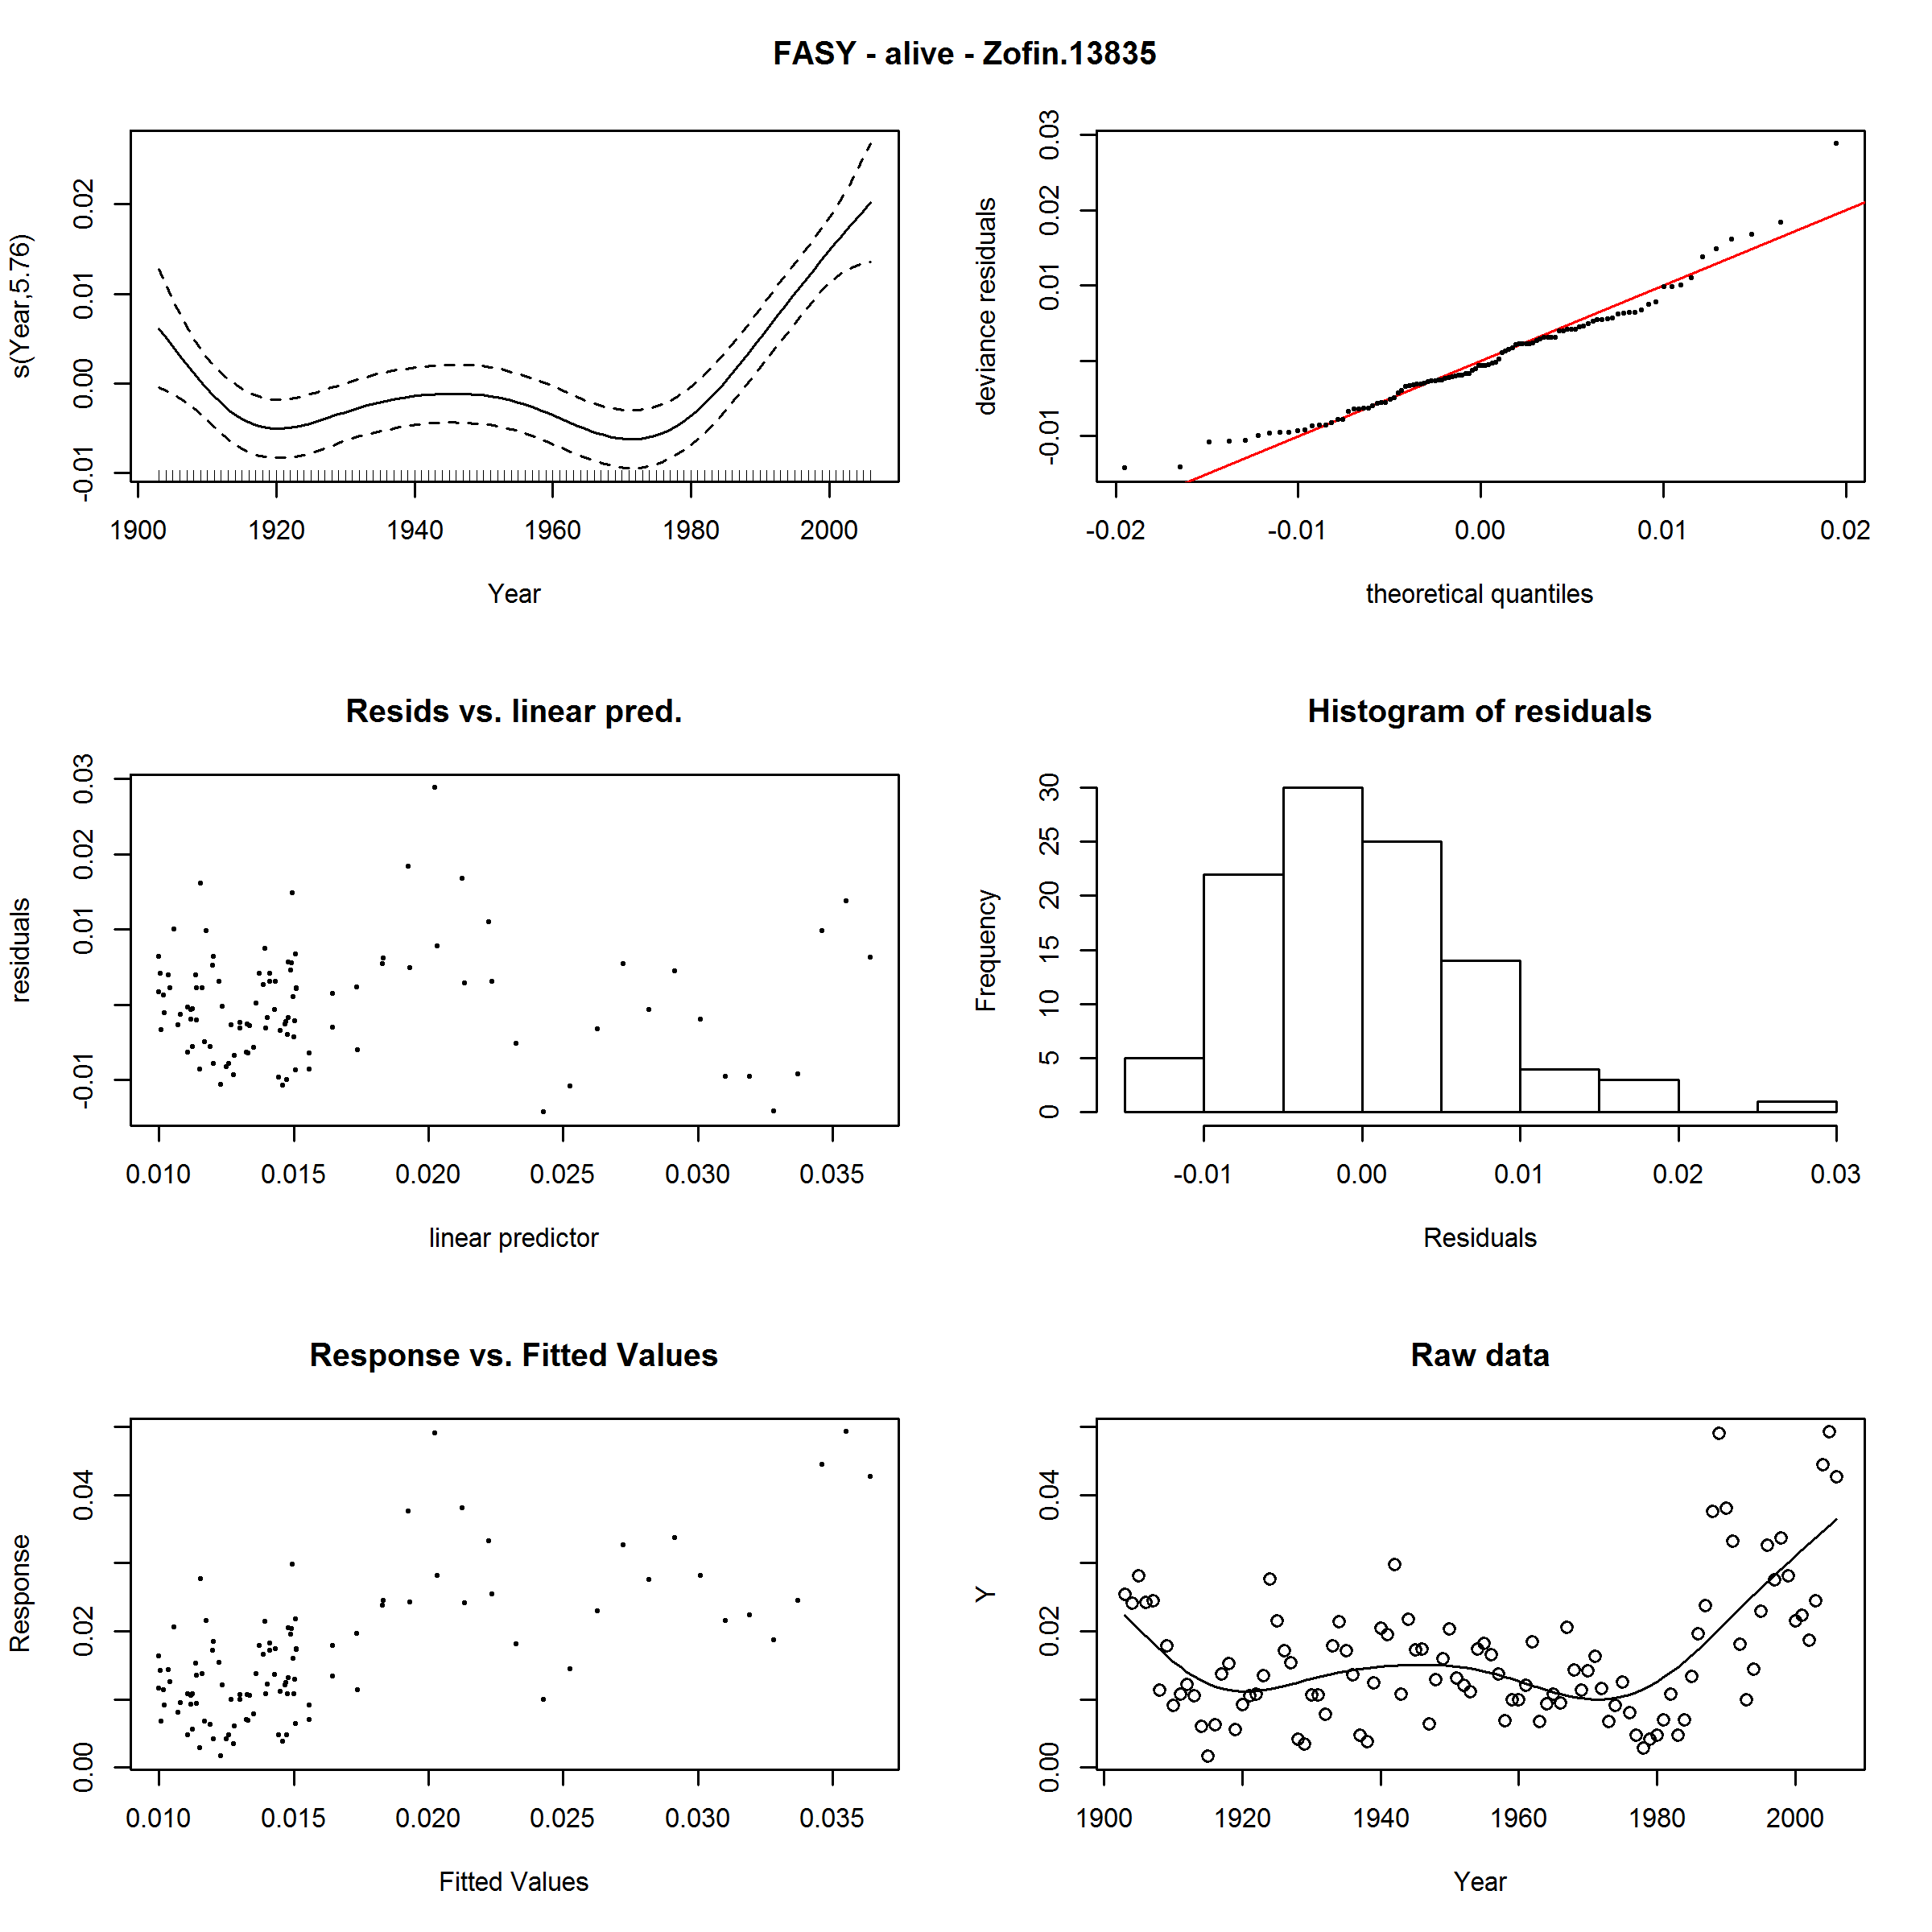 FASY - alive - Zofin.13835
s(Year,5.76)
-0.01 0.00 0.01 0.02
1900 1920 1940 1960 1980 2000
Year
deviance residuals
-0.01 0.01 0.02 0.03
-0.02 -0.01 0.00 0.01 0.02
theoretical quantiles
Resids vs. linear pred.
residuals
-0.01 0.01 0.02 0.03
0.010 0.015 0.020 0.025 0.030 0.035
linear predictor
Histogram of residuals
Frequency
0 5 10 15 20 25 30
-0.01 0.00 0.01 0.02 0.03
Residuals
Response vs. Fitted Values
Response
0.00 0.02 0.04
0.010 0.015 0.020 0.025 0.030 0.035
Fitted Values
Raw data
Y
0.00 0.02 0.04
1900 1920 1940 1960 1980 2000
Year